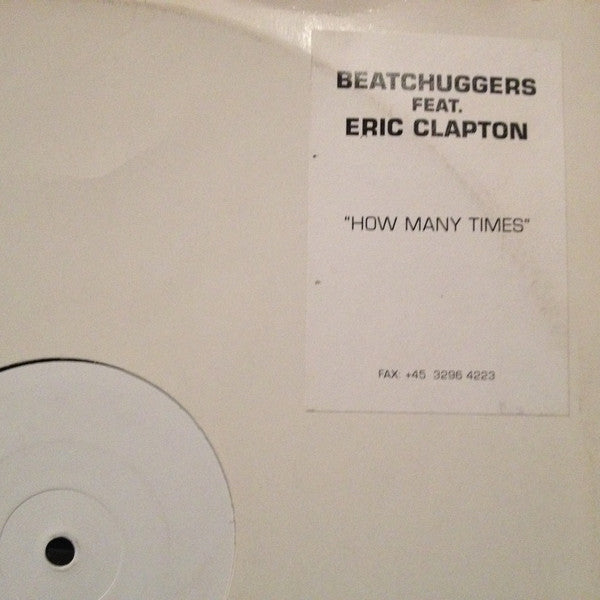 BEATCHUGGERS
FEAT.
ERIC CLAPTON
"HOW MANY TIMES"
FAX: +45 3296 4223